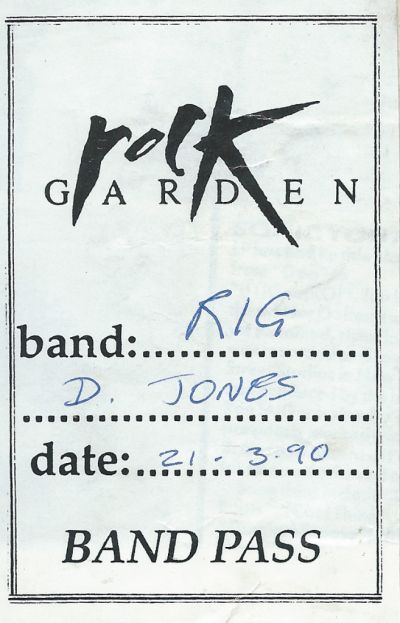 rock
GARDEN
band: RIG
D. JONES
date: 21-3.90
BAND PASS